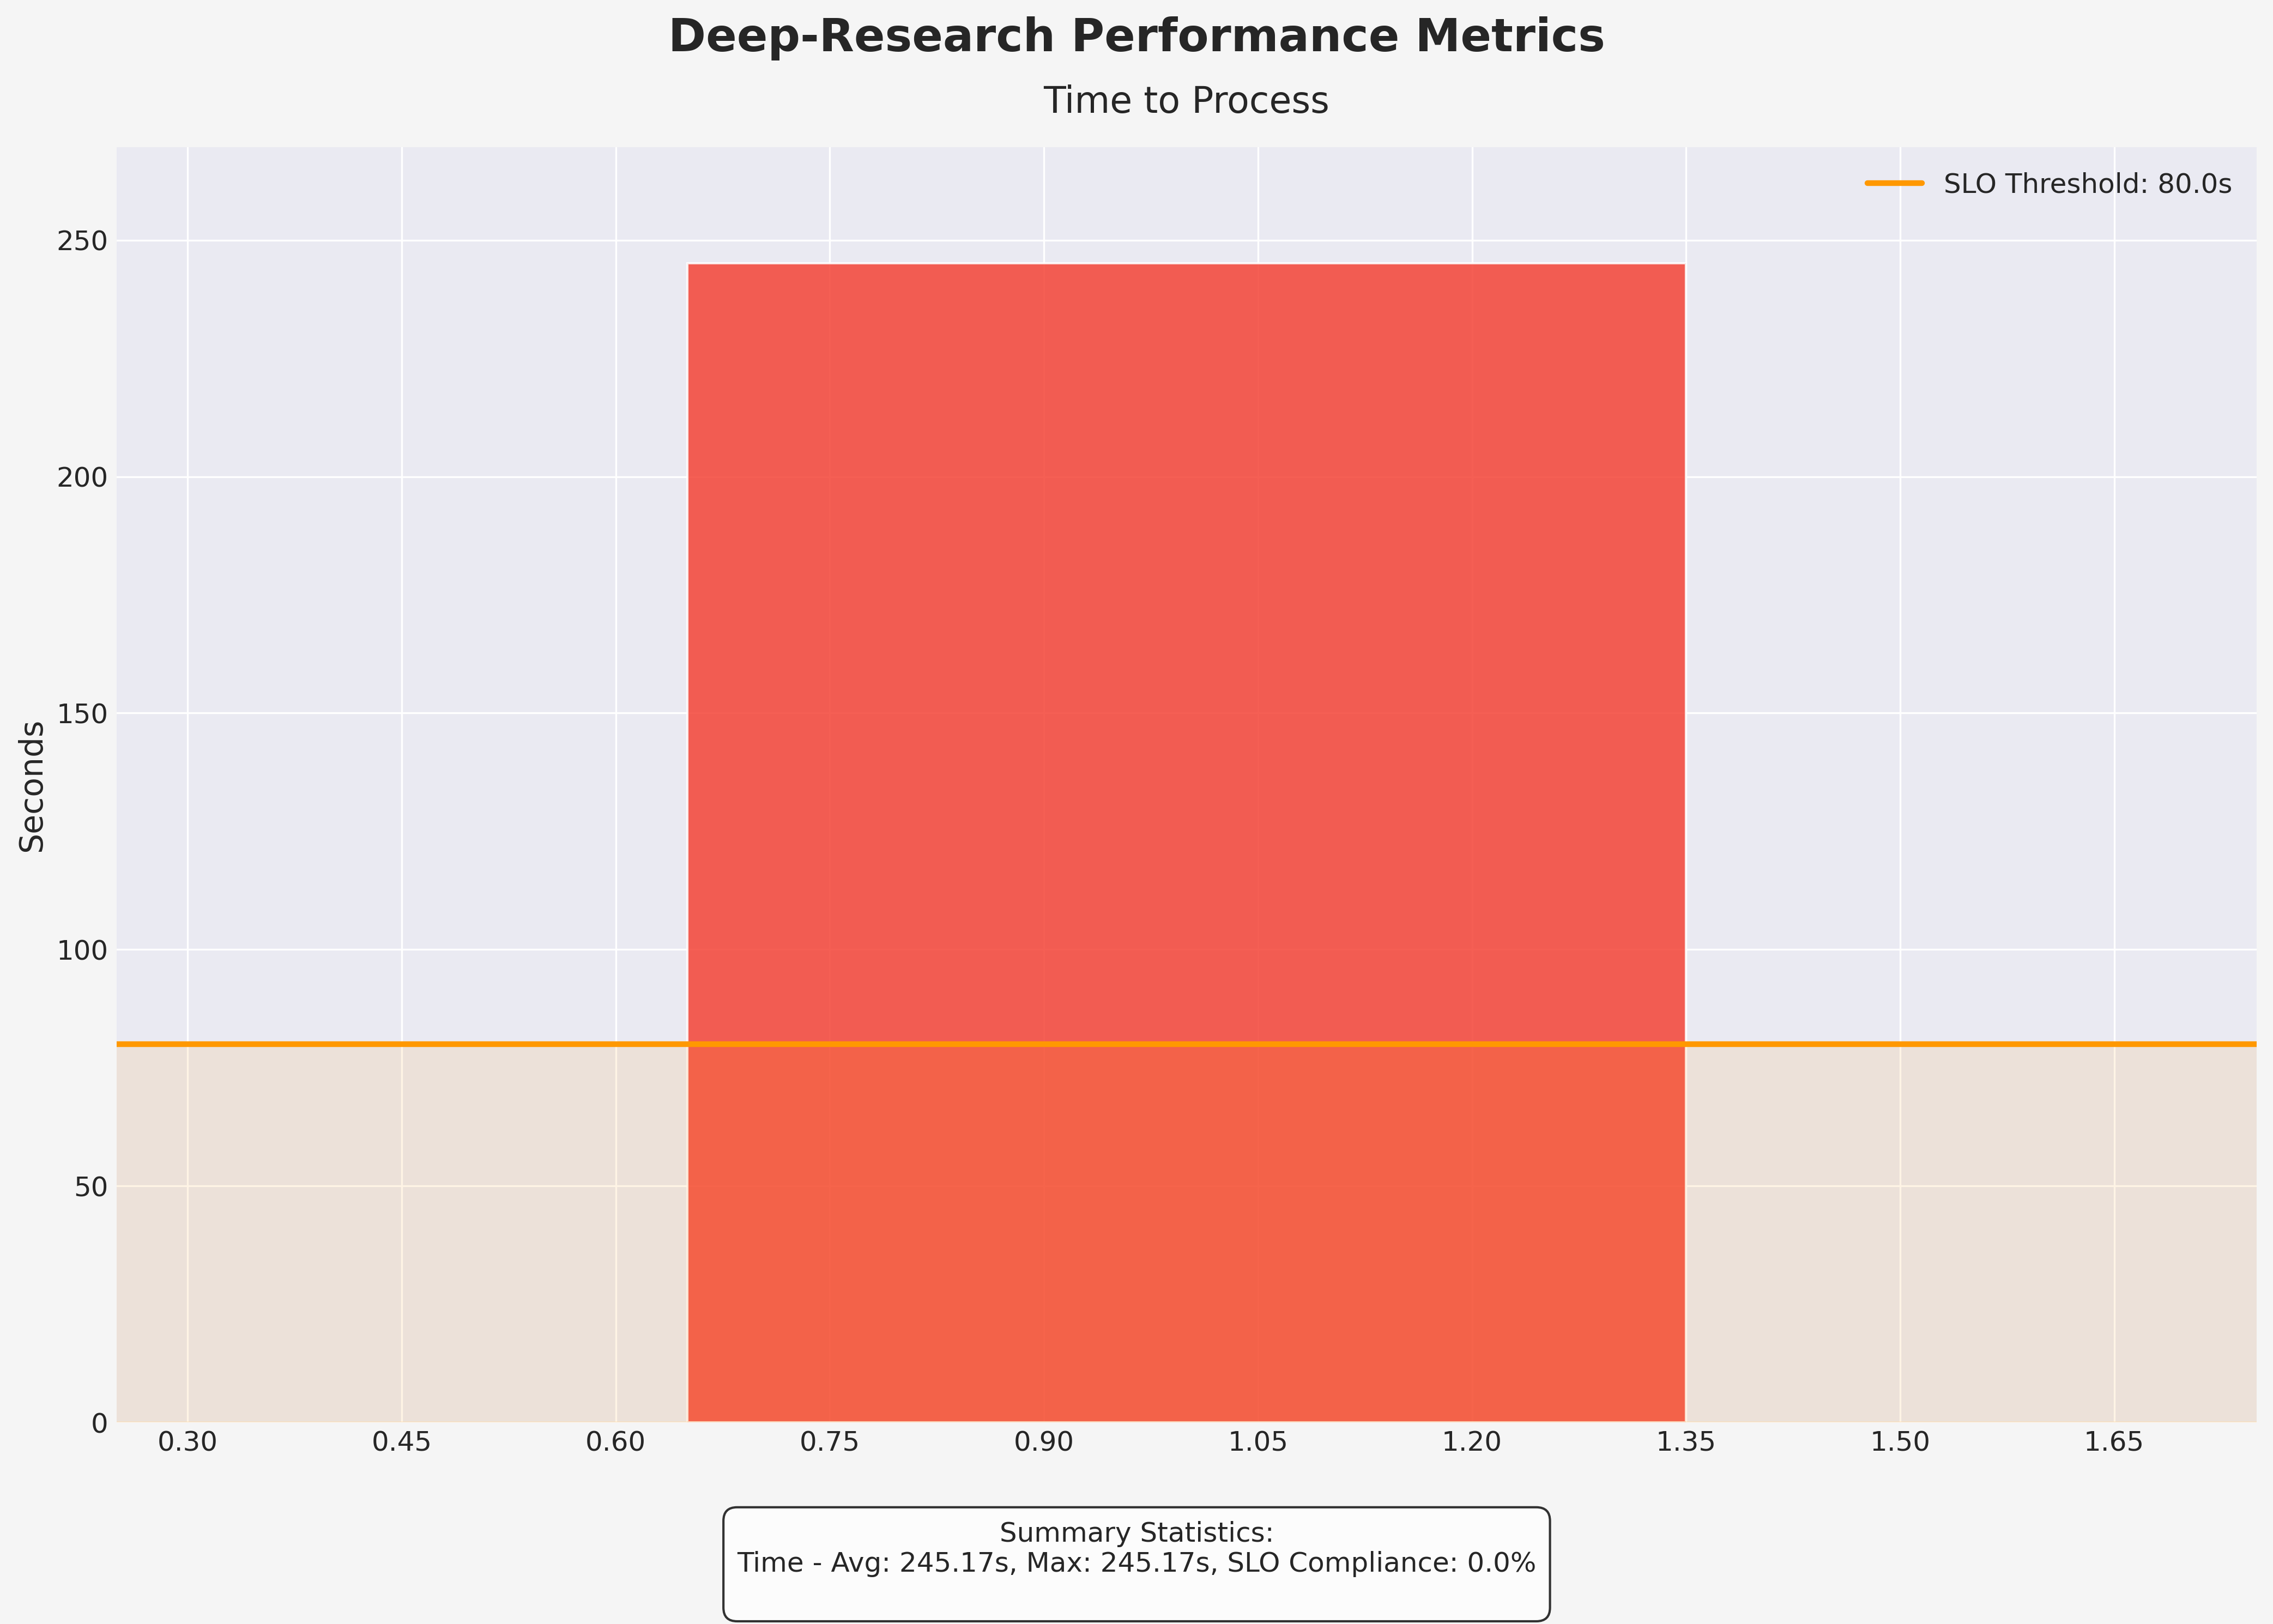 Deep-Research Performance Metrics
Time to Process
SLO Threshold: 80.0s
Seconds
250
200
150
100
50
0
0.30 0.45 0.60 0.75 0.90 1.05 1.20 1.35 1.50 1.65
Summary Statistics:
Time - Avg: 245.17s, Max: 245.17s, SLO Compliance: 0.0%